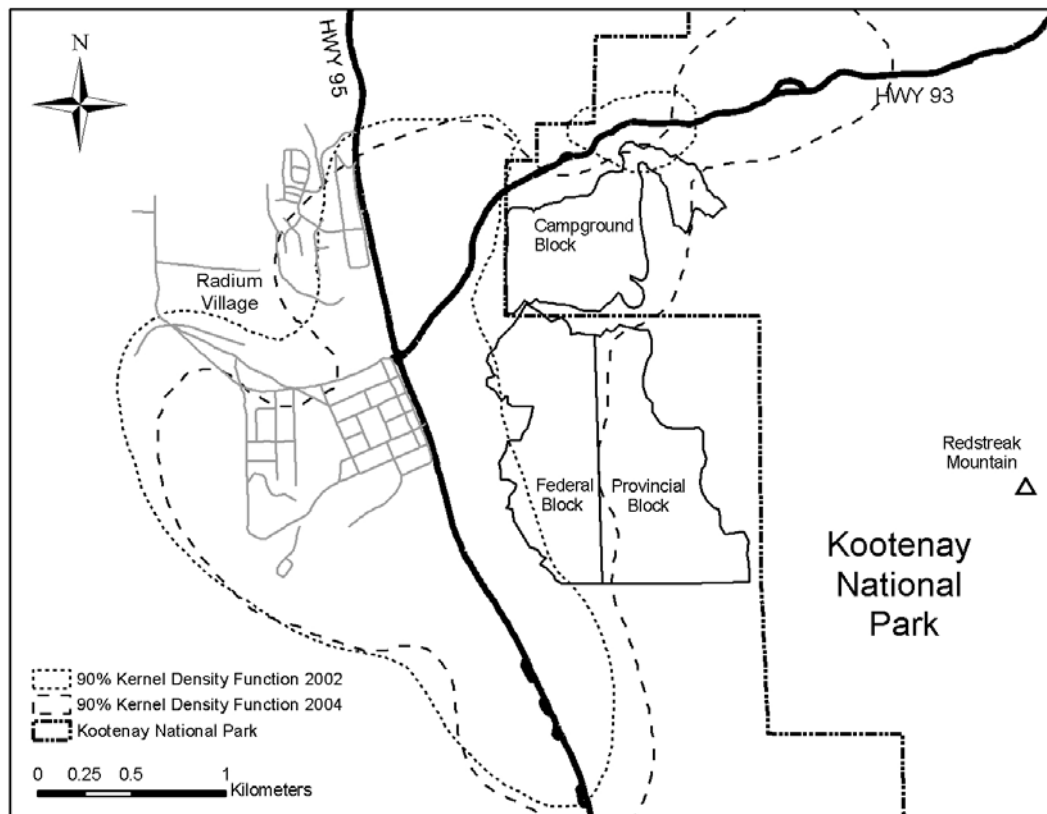 N
HWY 95
HWY 93
Campground
Block
Radium
Village
Redstreak
Mountain
Federal
Block
Provincial
Block
Kootenay
National
Park
90% Kernel Density Function 2002
90% Kernel Density Function 2004
Kootenay National Park
0 0.25 0.5 1
Kilometers